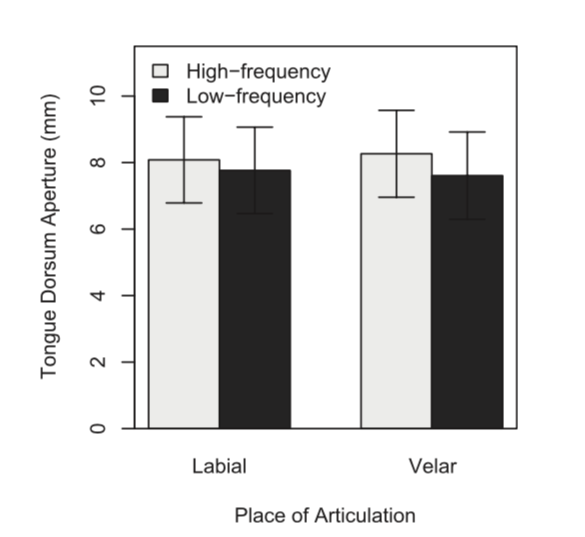 High−frequency
Low−frequency
Tongue Dorsum Aperture (mm)
10
8
6
4
2
0
Labial
Velar
Place of Articulation